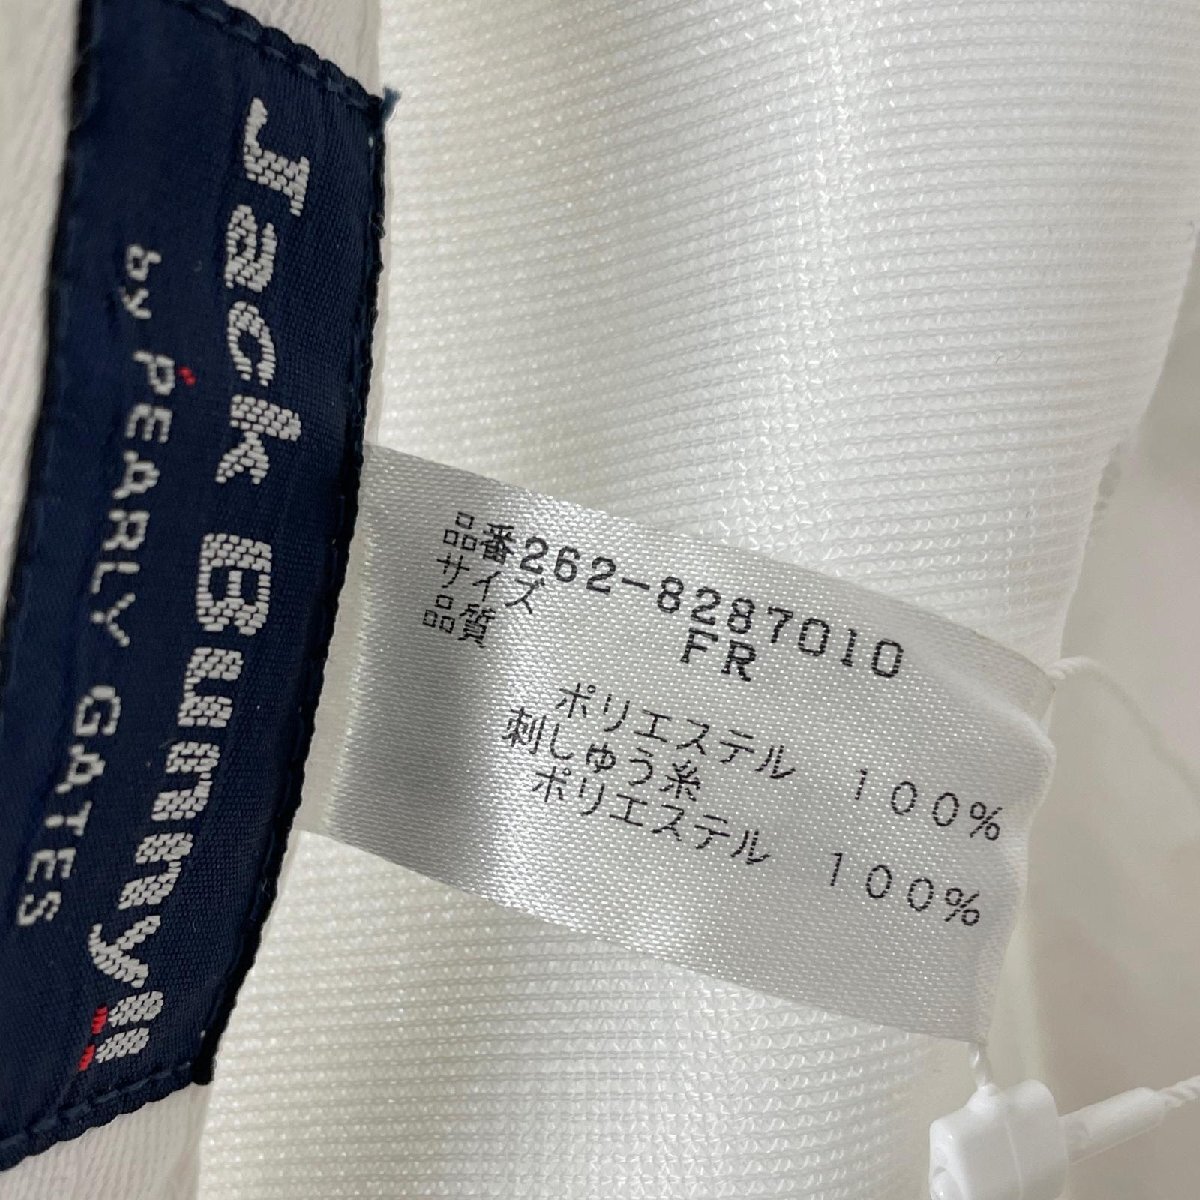 Jack Bunny!!
by PEARLY GATES
品番262-8287010
サイズ FR
品質
ポリエステル 100%
刺しゅう糸
ポリエステル 100%